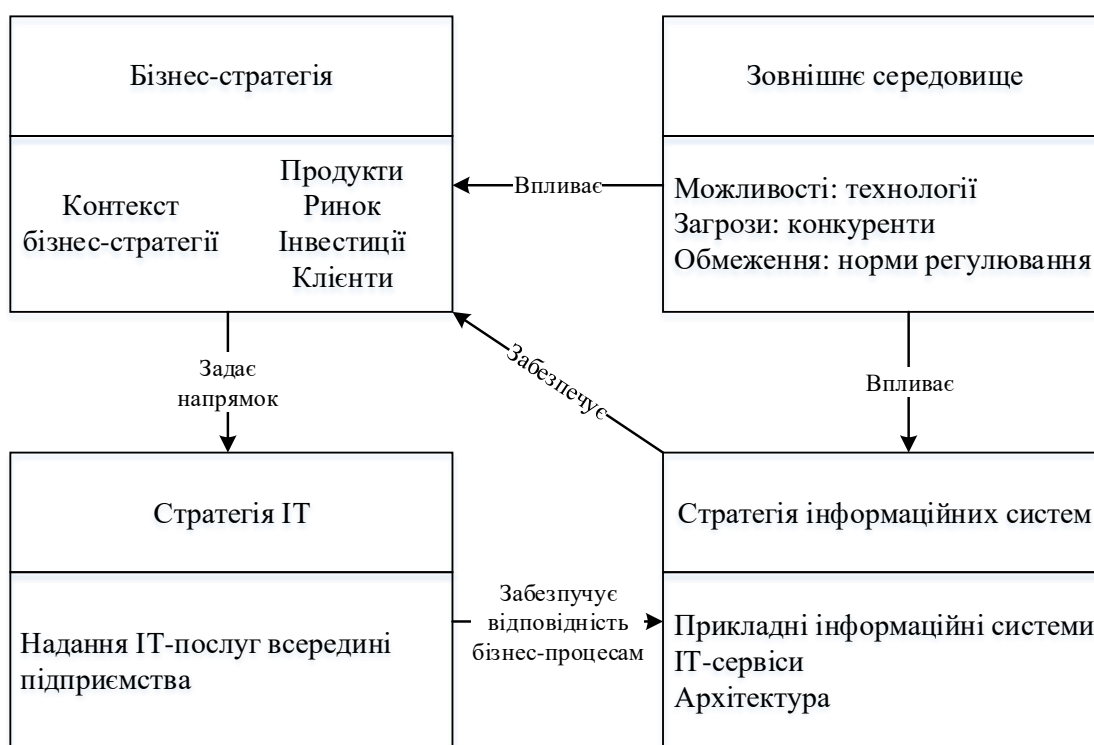 Бізнес-стратегія
Зовнішнє середовище
Контекст
бізнес-стратегії
Продукти
Ринок
Інвестиції
Клієнти
Впливає
Можливості: технології
Загрози: конкуренти
Обмеження: норми регулювання
Задає
напрямок
Забезпечує
Впливає
Стратегія ІТ
Стратегія інформаційних систем
Надання ІТ-послуг всередині
підприємства
Забезпучує
відповідність
бізнес-процесам
Прикладні інформаційні системи
ІТ-сервіси
Архітектура